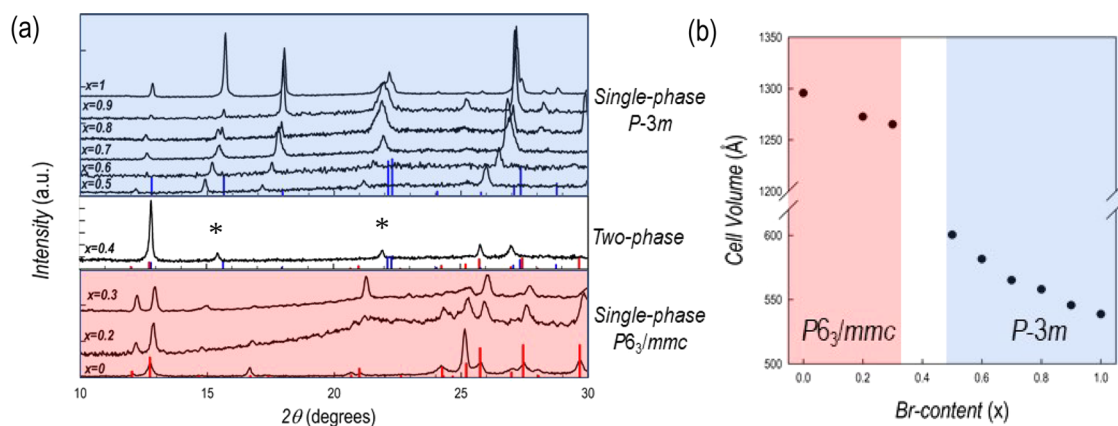 (a)
x=1
x=0.9
x=0.8
x=0.7
x=0.6
x=0.5
Single-phase
P-3m
*
*
x=0.4
Two-phase
x=0.3
x=0.2
x=0
Single-phase
P6₃/mmc
Intensity (a.u.)
10 15 20 25 30
2θ (degrees)
(b)
1350
1300
1250
1200
600
550
500
Cell Volume (Å)
P6₃/mmc
P-3m
0.0 0.2 0.4 0.6 0.8 1.0
Br-content (x)